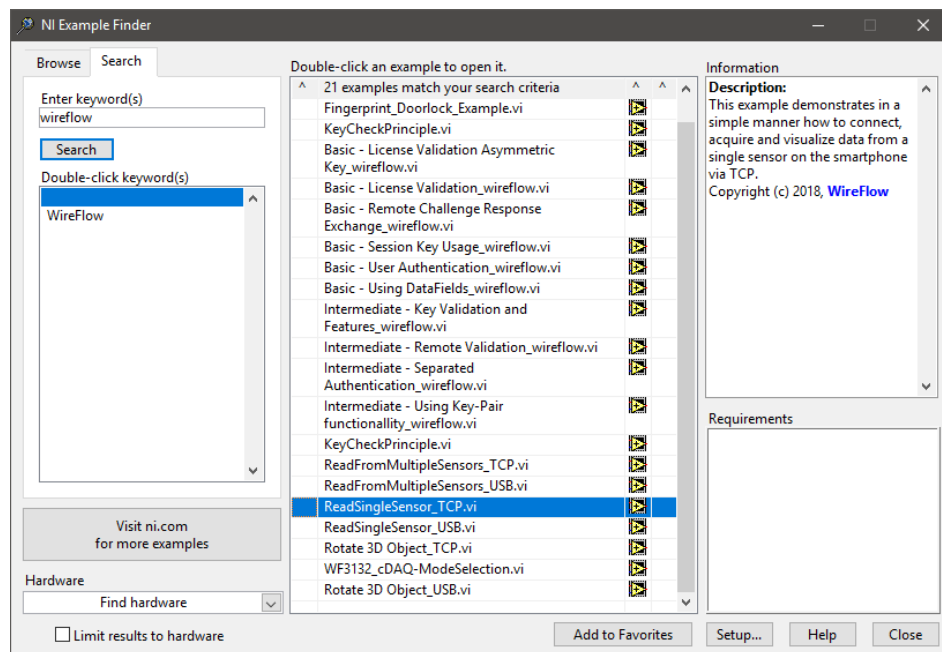 NI Example Finder
Browse
Search
Enter keyword(s)
wireflow
Search
Double-click keyword(s)
WireFlow
Visit ni.com
for more examples
Hardware
Find hardware
Limit results to hardware
Double-click an example to open it.
21 examples match your search criteria
Fingerprint_Doorlock_Example.vi
KeyCheckPrinciple.vi
Basic - License Validation Asymmetric
Key_wireflow.vi
Basic - License Validation_wireflow.vi
Basic - Remote Challenge Response
Exchange_wireflow.vi
Basic - Session Key Usage_wireflow.vi
Basic - User Authentication_wireflow.vi
Basic - Using DataFields_wireflow.vi
Intermediate - Key Validation and
Features_wireflow.vi
Intermediate - Remote Validation_wireflow.vi
Intermediate - Separated
Authentication_wireflow.vi
Intermediate - Using Key-Pair
functionallity_wireflow.vi
KeyCheckPrinciple.vi
ReadFromMultipleSensors_TCP.vi
ReadFromMultipleSensors_USB.vi
ReadSingleSensor_TCP.vi
ReadSingleSensor_USB.vi
Rotate 3D Object_TCP.vi
WF3132_cDAQ-ModeSelection.vi
Rotate 3D Object_USB.vi
Information
Description:
This example demonstrates in a
simple manner how to connect,
acquire and visualize data from a
single sensor on the smartphone
via TCP.
Copyright (c) 2018, WireFlow
Requirements
Add to Favorites
Setup...
Help
Close